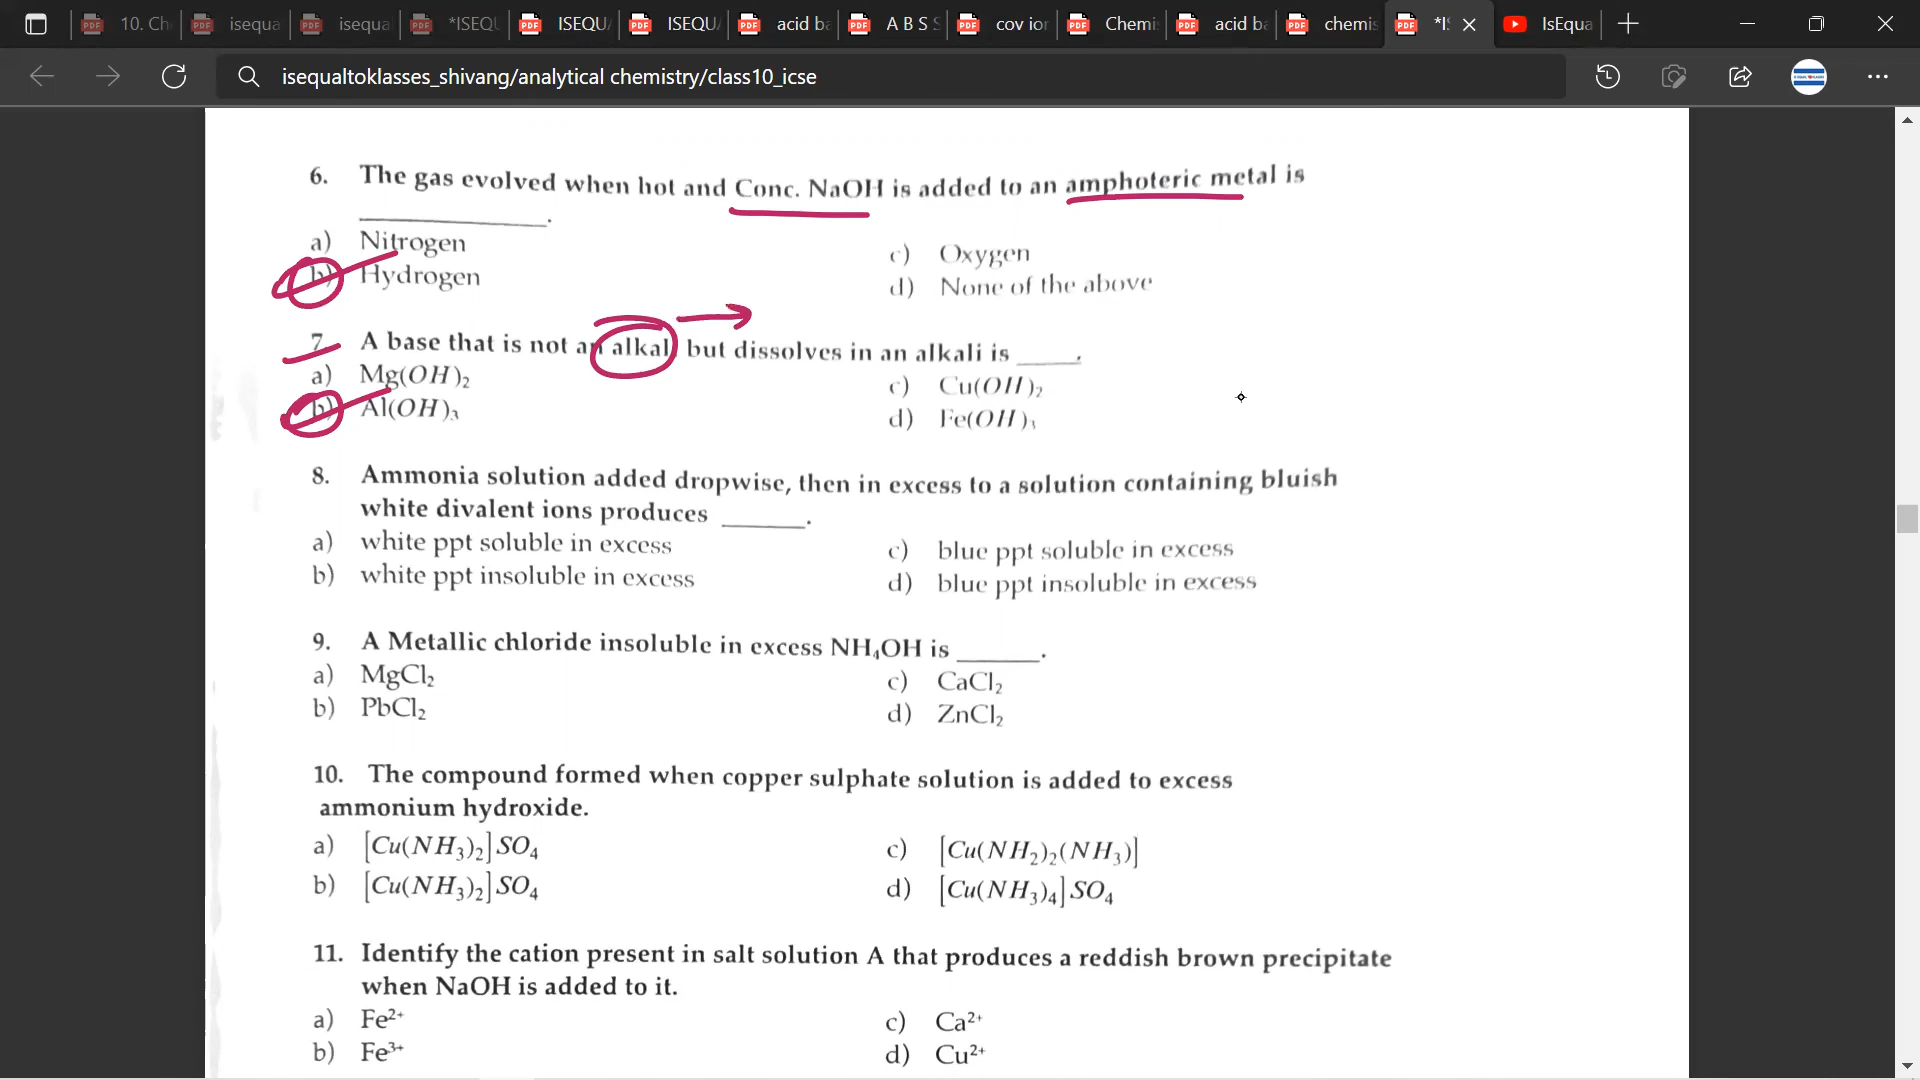 10. Ch
isequa
isequa
*ISEQU
ISEQU
ISEQU
acid ba
A B S S
cov ior
Chemi
acid ba
chemis
IsEqua
isequaltoklasses_shivang/analytical chemistry/class10_icse
6. The gas evolved when hot and Conc. NaOH is added to an amphoteric metal is
________.
a) Nitrogen
c) Oxygen
b) Hydrogen
d) None of the above
7. A base that is not an alkali but dissolves in an alkali is ____.
a) Mg(OH)₂
c) Cu(OH)₂
b) Al(OH)₃
d) Fe(OH)₃
8. Ammonia solution added dropwise, then in excess to a solution containing bluish
white divalent ions produces ______.
a) white ppt soluble in excess
c) blue ppt soluble in excess
b) white ppt insoluble in excess
d) blue ppt insoluble in excess
9. A Metallic chloride insoluble in excess NH₄OH is ______.
a) MgCl₂
c) CaCl₂
b) PbCl₂
d) ZnCl₂
10. The compound formed when copper sulphate solution is added to excess
ammonium hydroxide.
a) [Cu(NH₃)₂]SO₄
c) [Cu(NH₂)₂(NH₃)]
b) [Cu(NH₃)₂]SO₄
d) [Cu(NH₃)₄]SO₄
11. Identify the cation present in salt solution A that produces a reddish brown precipitate
when NaOH is added to it.
a) Fe²⁺
c) Ca²⁺
b) Fe³⁺
d) Cu²⁺